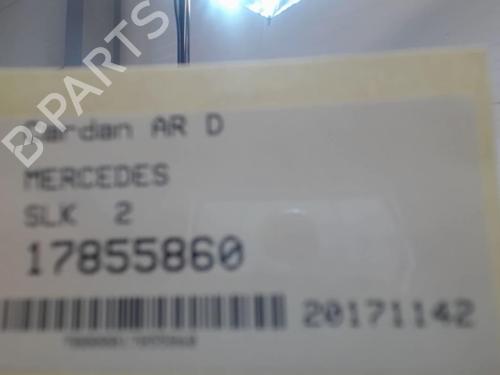 B-PARTS
Cardan AR D
MERCEDES
SLK 2
17855860
20171142